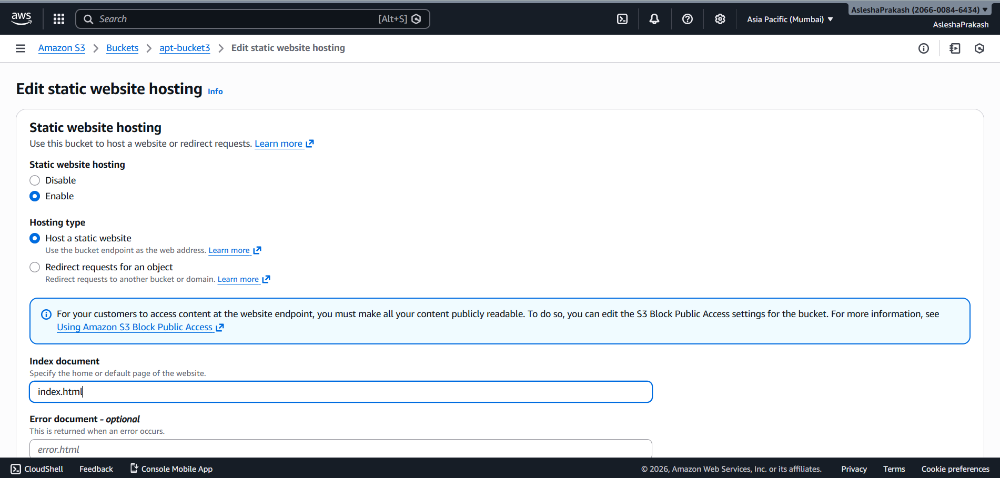 aws
Search [Alt+S]
Asia Pacific (Mumbai) ▼
AsleshaPrakash (2066-0084-6434) ▼
AsleshaPrakash
Amazon S3 > Buckets > apt-bucket3 > Edit static website hosting
Edit static website hosting Info
Static website hosting
Use this bucket to host a website or redirect requests. Learn more
Static website hosting
Disable
Enable
Hosting type
Host a static website
Use the bucket endpoint as the web address. Learn more
Redirect requests for an object
Redirect requests to another bucket or domain. Learn more
For your customers to access content at the website endpoint, you must make all your content publicly readable. To do so, you can edit the S3 Block Public Access settings for the bucket. For more information, see
Using Amazon S3 Block Public Access
Index document
Specify the home or default page of the website.
index.html
Error document - optional
This is returned when an error occurs.
error.html
CloudShell Feedback Console Mobile App © 2026, Amazon Web Services, Inc. or its affiliates. Privacy Terms Cookie preferences